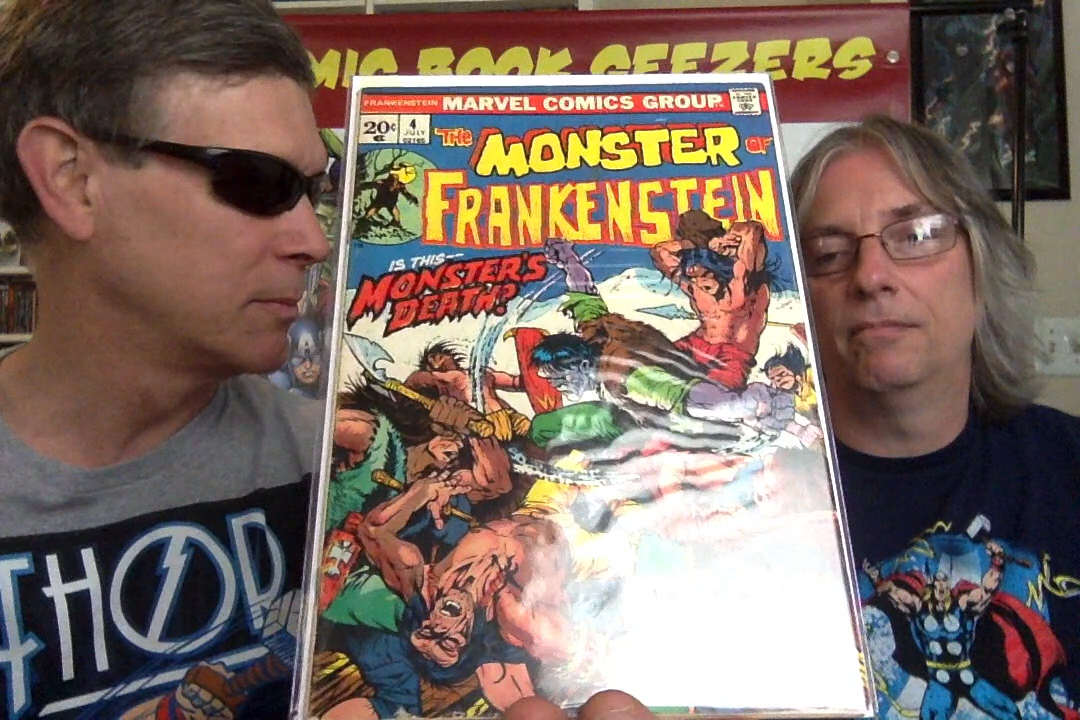 MIC BOOK GEEZERS
FRANKENSTEIN MARVEL COMICS GROUP
20¢ 4 JULY
THE MONSTER OF
FRANKENSTEIN
IS THIS--
MONSTER'S
DEATH?
THOR